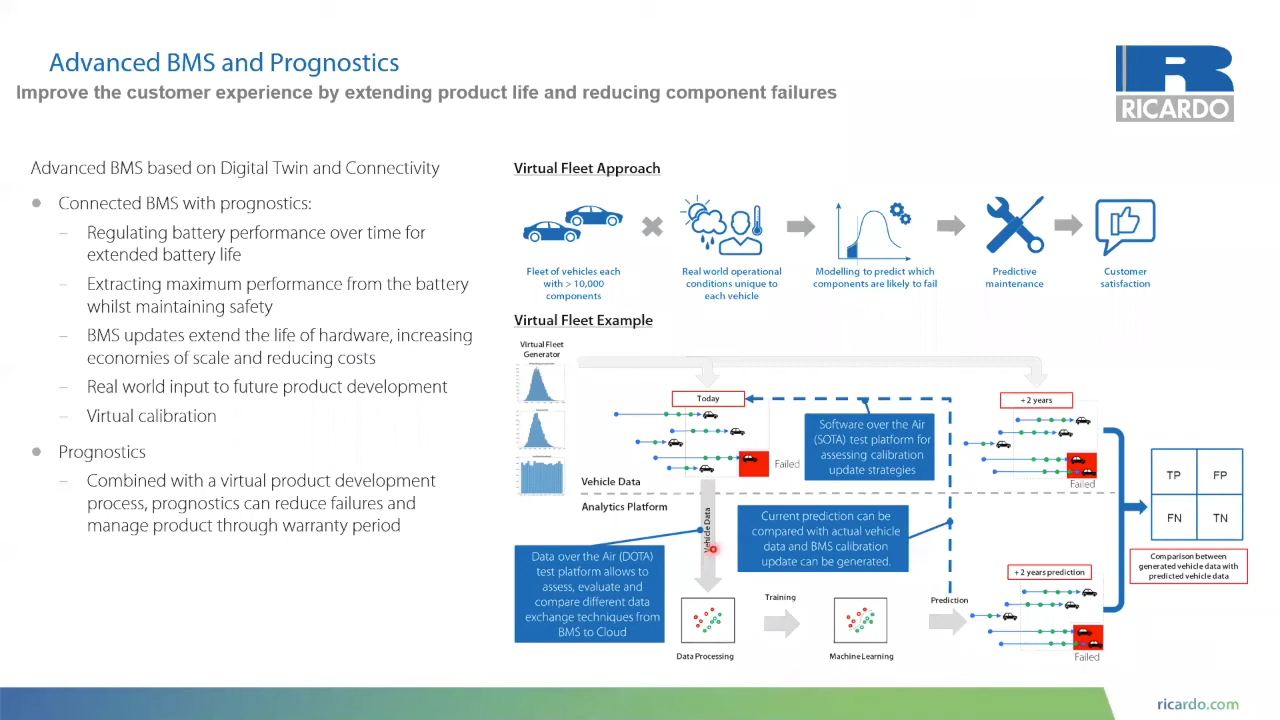 Advanced BMS and Prognostics
Improve the customer experience by extending product life and reducing component failures
RICARDO
Advanced BMS based on Digital Twin and Connectivity
Connected BMS with prognostics:
Regulating battery performance over time for
extended battery life
Extracting maximum performance from the battery
whilst maintaining safety
BMS updates extend the life of hardware, increasing
economies of scale and reducing costs
Real world input to future product development
Virtual calibration
Prognostics
Combined with a virtual product development
process, prognostics can reduce failures and
manage product through warranty period
Virtual Fleet Approach
Fleet of vehicles each
with > 10,000
components
Real world operational
conditions unique to
each vehicle
Modelling to predict which
components are likely to fail
Predictive
maintenance
Customer
satisfaction
Virtual Fleet Example
Virtual Fleet
Generator
Today
Failed
Software over the Air
(SOTA) test platform for
assessing calibration
update strategies
+ 2 years
Failed
Vehicle Data
Analytics Platform
Vehicle Data
Current prediction can be
compared with actual vehicle
data and BMS calibration
update can be generated.
Data over the Air (DOTA)
test platform allows to
assess, evaluate and
compare different data
exchange techniques from
BMS to Cloud
Data Processing
Training
Machine Learning
Prediction
+ 2 years prediction
Failed
TP
FP
FN
TN
Comparison between
generated vehicle data with
predicted vehicle data
ricardo.com